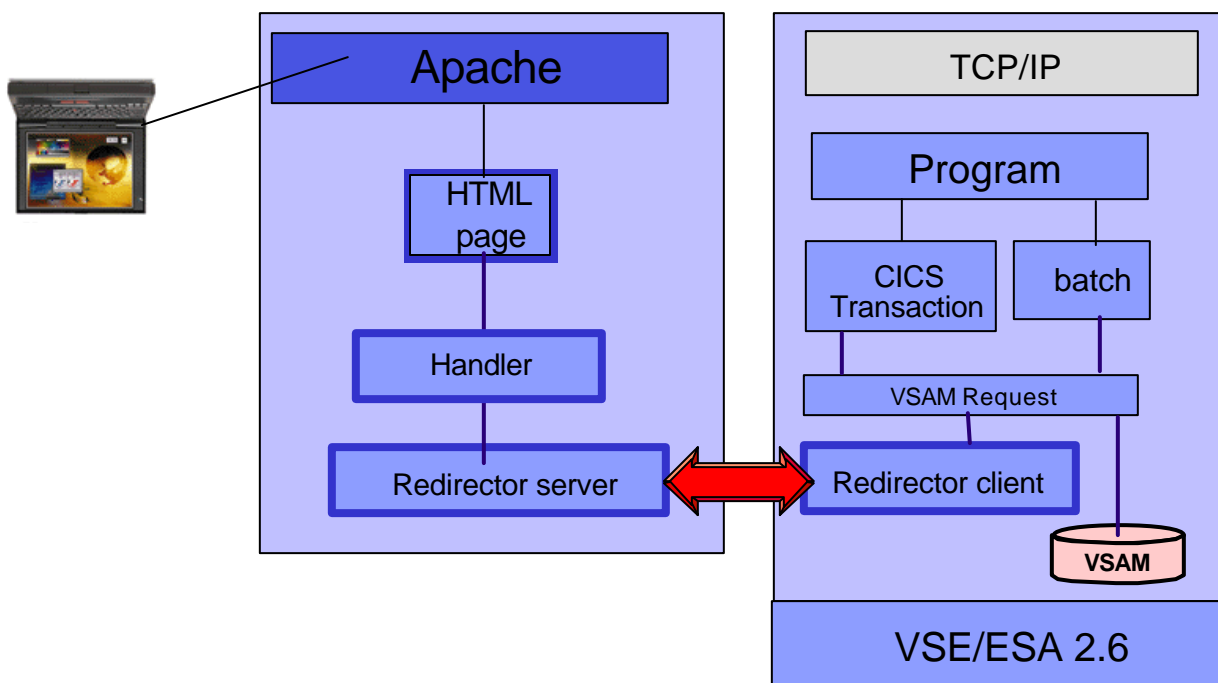 Apache
HTML
page
Handler
Redirector server
TCP/IP
Program
CICS
Transaction
batch
VSAM Request
Redirector client
VSAM
VSE/ESA 2.6